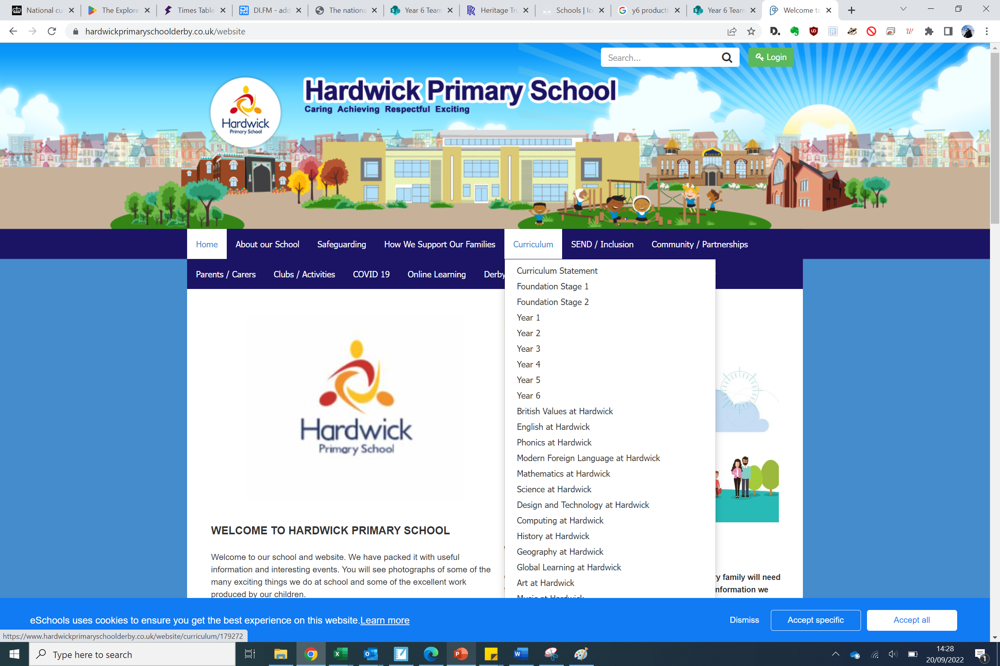 National cu
The Explore
Times Table
DI.FM - add
The nationa
Year 6 Team
Heritage Tru
Schools | Ice
y6 producti
Year 6 Team
Welcome to
hardwickprimaryschoolderby.co.uk/website
Search...
Login
Hardwick Primary School
Caring Achieving Respectful Exciting
Hardwick
Primary School
Home
About our School
Safeguarding
How We Support Our Families
Curriculum
SEND / Inclusion
Community / Partnerships
Parents / Carers
Clubs / Activities
COVID 19
Online Learning
Derby
Curriculum Statement
Foundation Stage 1
Foundation Stage 2
Year 1
Year 2
Year 3
Year 4
Year 5
Year 6
British Values at Hardwick
English at Hardwick
Phonics at Hardwick
Modern Foreign Language at Hardwick
Mathematics at Hardwick
Science at Hardwick
Design and Technology at Hardwick
Computing at Hardwick
History at Hardwick
Geography at Hardwick
Global Learning at Hardwick
Art at Hardwick
Music at Hardwick
Hardwick
Primary School
WELCOME TO HARDWICK PRIMARY SCHOOL
Welcome to our school and website. We have packed it with useful
information and interesting events. You will see photographs of some of the
many exciting things we do at school and some of the excellent work
produced by our children.
y family will need
nformation we
eSchools uses cookies to ensure you get the best experience on this website.Learn more
Dismiss
Accept specific
Accept all
https://www.hardwickprimaryschoolderby.co.uk/website/curriculum/179272
Type here to search
14:28
20/09/2022
1